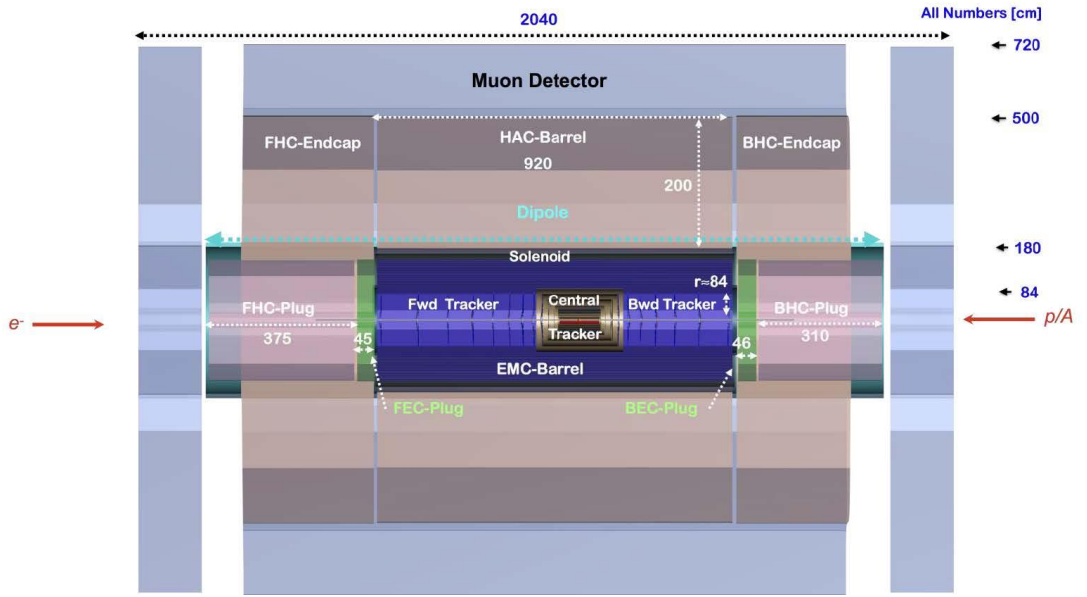 2040
All Numbers [cm]
720
Muon Detector
500
FHC-Endcap
HAC-Barrel
BHC-Endcap
920
200
Dipole
180
Solenoid
r≈84
84
FHC-Plug
Fwd Tracker
Central
Bwd Tracker
BHC-Plug
e-
p/A
375
45
Tracker
46
310
EMC-Barrel
FEC-Plug
BEC-Plug